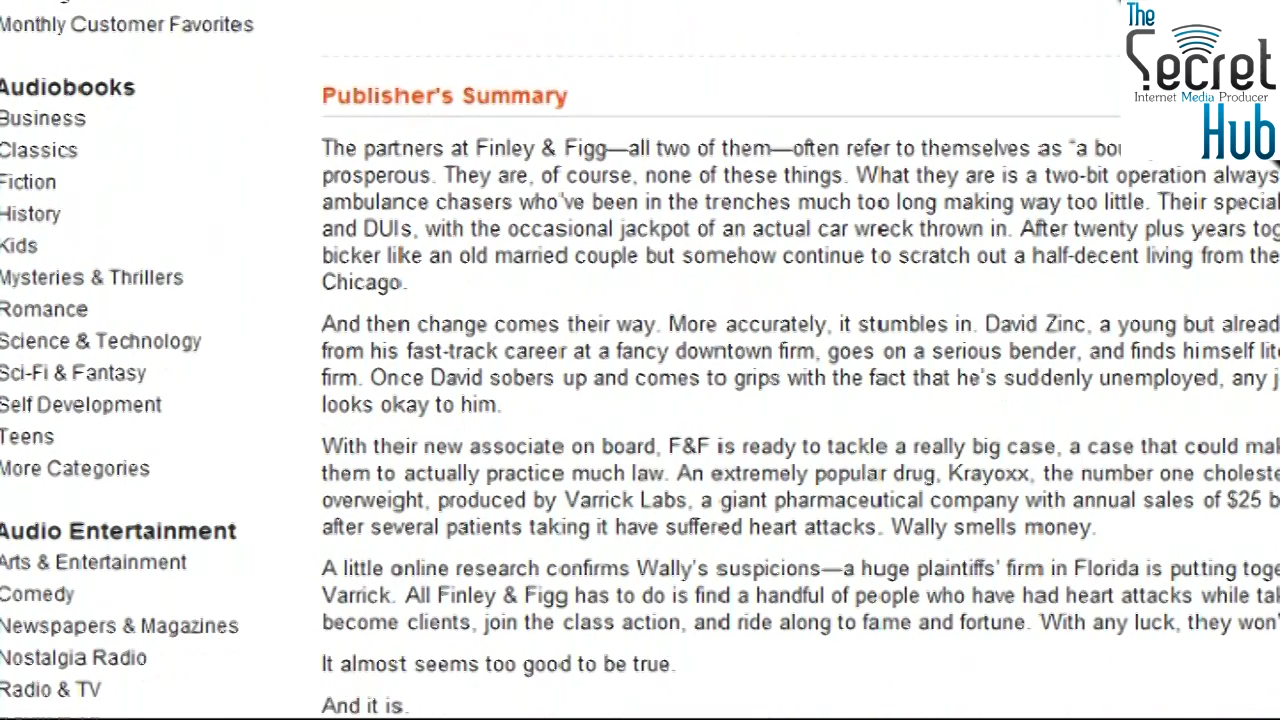 Monthly Customer Favorites
Audiobooks
Business
Classics
Fiction
History
Kids
Mysteries & Thrillers
Romance
Science & Technology
Sci-Fi & Fantasy
Self Development
Teens
More Categories
Audio Entertainment
Arts & Entertainment
Comedy
Newspapers & Magazines
Nostalgia Radio
Radio & TV
Publisher's Summary
The partners at Finley & Figg—all two of them—often refer to themselves as "a bou
prosperous. They are, of course, none of these things. What they are is a two-bit operation always
ambulance chasers who've been in the trenches much too long making way too little. Their special
and DUIs, with the occasional jackpot of an actual car wreck thrown in. After twenty plus years tog
bicker like an old married couple but somehow continue to scratch out a half-decent living from the
Chicago.
And then change comes their way. More accurately, it stumbles in. David Zinc, a young but alread
from his fast-track career at a fancy downtown firm, goes on a serious bender, and finds himself lite
firm. Once David sobers up and comes to grips with the fact that he's suddenly unemployed, any j
looks okay to him.
With their new associate on board, F&F is ready to tackle a really big case, a case that could mak
them to actually practice much law. An extremely popular drug, Krayoxx, the number one choleste
overweight, produced by Varrick Labs, a giant pharmaceutical company with annual sales of $25 b
after several patients taking it have suffered heart attacks. Wally smells money.
A little online research confirms Wally's suspicions—a huge plaintiffs' firm in Florida is putting toge
Varrick. All Finley & Figg has to do is find a handful of people who have had heart attacks while tak
become clients, join the class action, and ride along to fame and fortune. With any luck, they won'
It almost seems too good to be true.
And it is.
The
Secret
Internet Media Producer
Hub